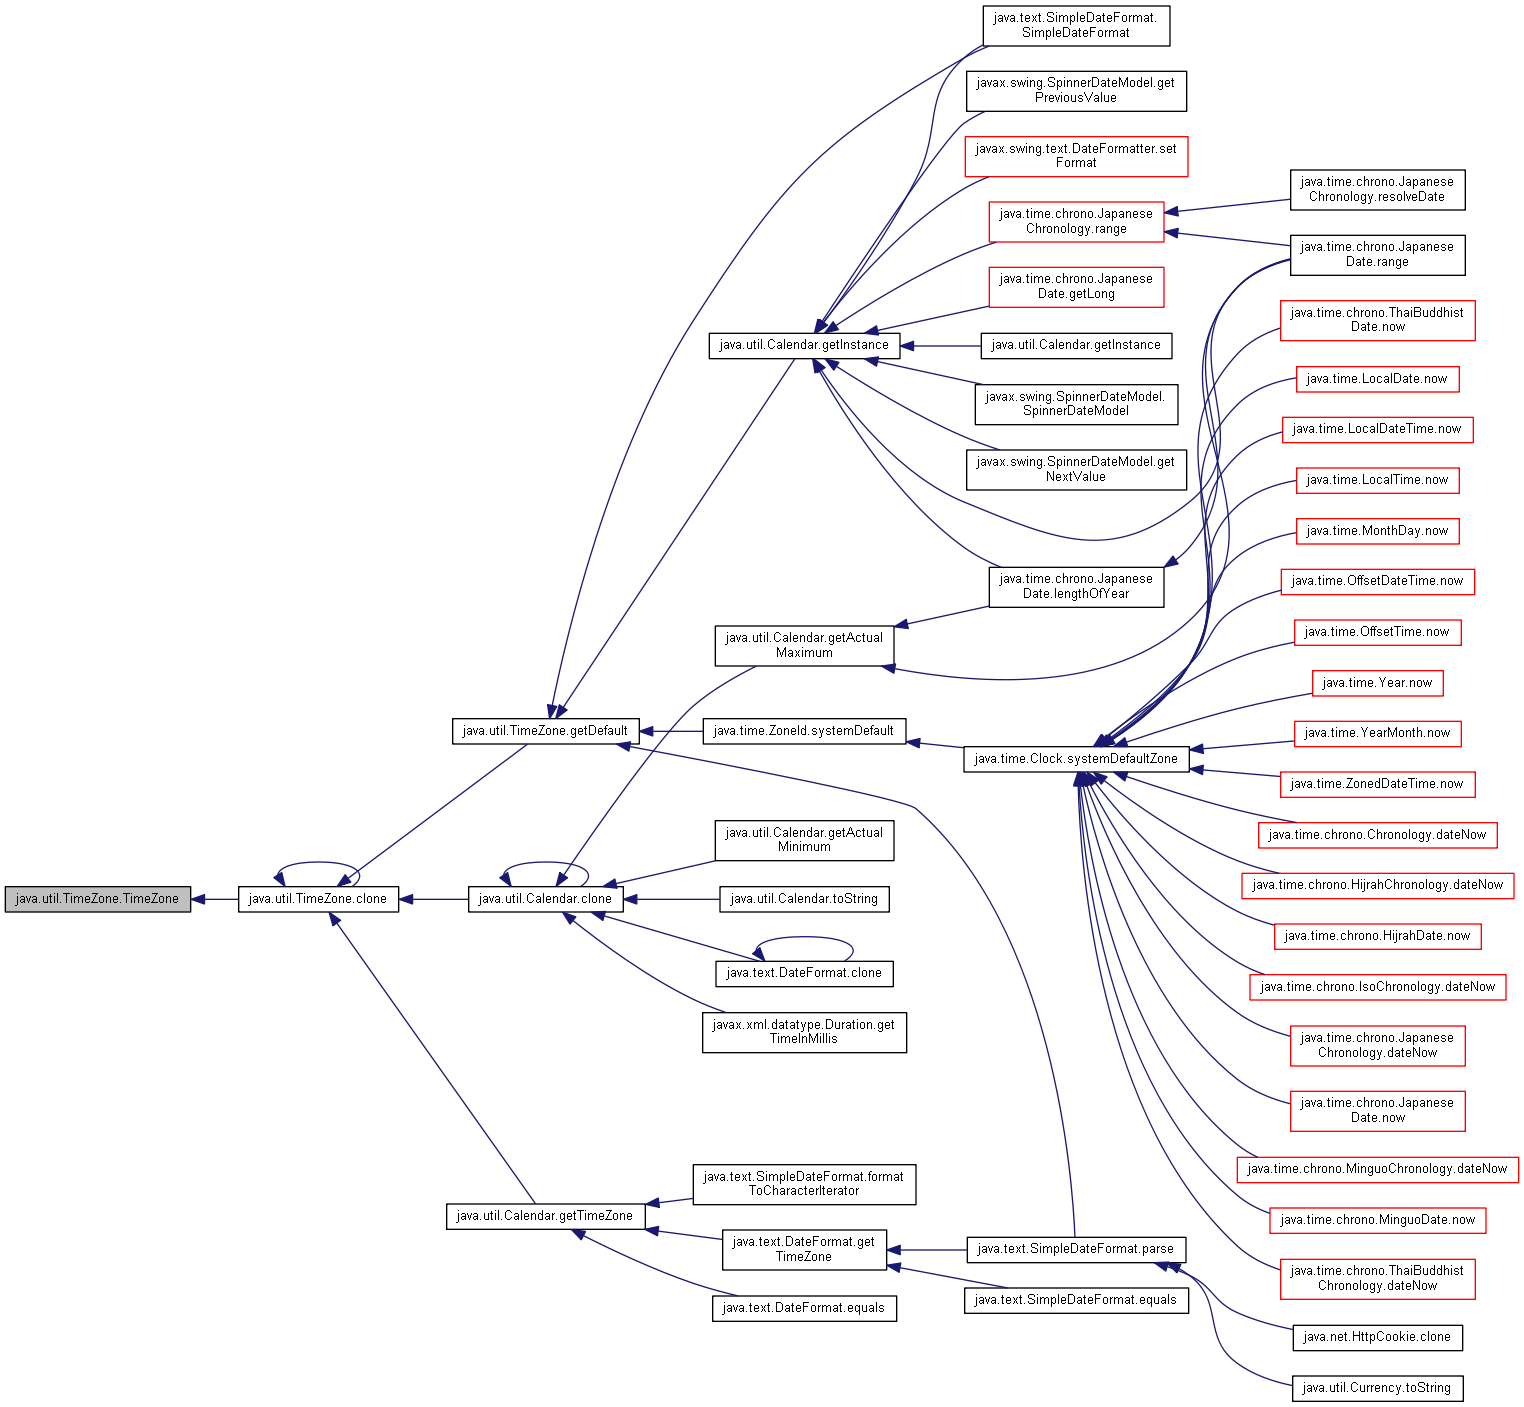 java.text.SimpleDateFormat.
SimpleDateFormat
javax.swing.SpinnerDateModel.get
PreviousValue
javax.swing.text.DateFormatter.set
Format
java.time.chrono.Japanese
Chronology.resolveDate
java.time.chrono.Japanese
Chronology.range
java.time.chrono.Japanese
Date.range
java.time.chrono.Japanese
Date.getLong
java.time.chrono.ThaiBuddhist
Date.now
java.util.Calendar.getInstance
java.util.Calendar.getInstance
java.time.LocalDate.now
javax.swing.SpinnerDateModel.
SpinnerDateModel
java.time.LocalDateTime.now
javax.swing.SpinnerDateModel.get
NextValue
java.time.LocalTime.now
java.time.MonthDay.now
java.time.chrono.Japanese
Date.lengthOfYear
java.time.OffsetDateTime.now
java.util.Calendar.getActual
Maximum
java.time.OffsetTime.now
java.time.Year.now
java.util.TimeZone.getDefault
java.time.ZoneId.systemDefault
java.time.YearMonth.now
java.time.Clock.systemDefaultZone
java.time.ZonedDateTime.now
java.util.Calendar.getActual
Minimum
java.time.chrono.Chronology.dateNow
java.time.chrono.HijrahChronology.dateNow
java.util.TimeZone.TimeZone
java.util.TimeZone.clone
java.util.Calendar.clone
java.util.Calendar.toString
java.time.chrono.HijrahDate.now
java.text.DateFormat.clone
java.time.chrono.IsoChronology.dateNow
javax.xml.datatype.Duration.get
TimeInMillis
java.time.chrono.Japanese
Chronology.dateNow
java.time.chrono.Japanese
Date.now
java.time.chrono.MinguoChronology.dateNow
java.text.SimpleDateFormat.format
ToCharacterIterator
java.util.Calendar.getTimeZone
java.time.chrono.MinguoDate.now
java.text.DateFormat.get
TimeZone
java.text.SimpleDateFormat.parse
java.time.chrono.ThaiBuddhist
Chronology.dateNow
java.text.DateFormat.equals
java.text.SimpleDateFormat.equals
java.net.HttpCookie.clone
java.util.Currency.toString